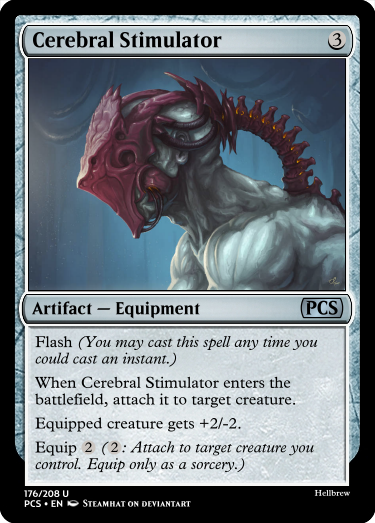 Cerebral Stimulator 3
Artifact — Equipment PCS
Flash (You may cast this spell any time you
could cast an instant.)
When Cerebral Stimulator enters the
battlefield, attach it to target creature.
Equipped creature gets +2/-2.
Equip 2 (2: Attach to target creature you
control. Equip only as a sorcery.)
176/208 U Hellbrew
PCS • EN Steamhat on deviantart